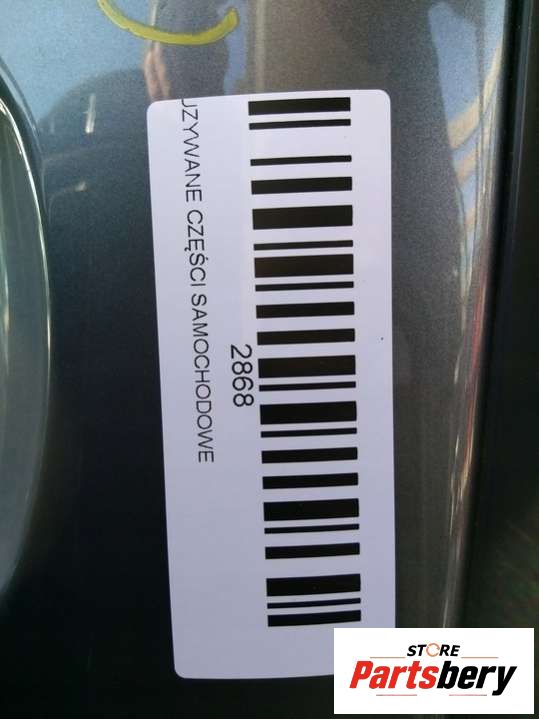 2868
UŻYWANE CZĘŚCI SAMOCHODOWE
STORE
Partsbery